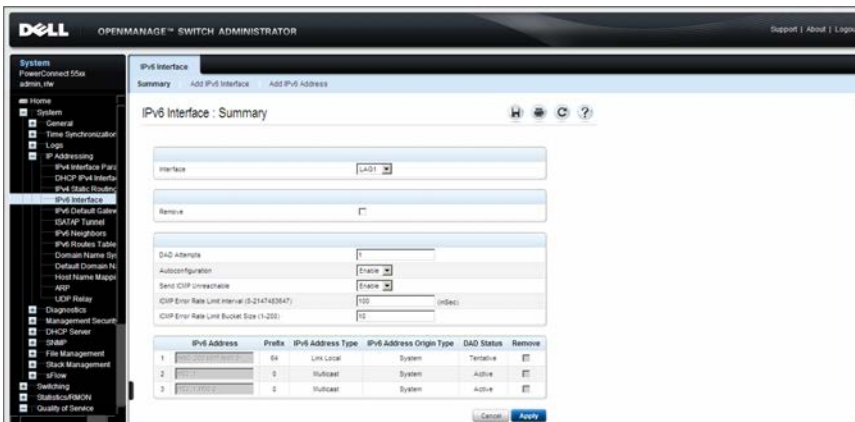 DELL OPENMANAGE™ SWITCH ADMINISTRATOR
Support | About | Logou
System
PowerConnect 55xx
admin, r/w
Home
System
General
Time Synchronization
Logs
IP Addressing
IPv4 Interface Para
DHCP IPv4 Interfa
IPv4 Static Routing
IPv6 Interface
IPv6 Default Gatew
ISATAP Tunnel
IPv6 Neighbors
IPv6 Routes Table
Domain Name Sys
Default Domain Na
Host Name Mappi
ARP
UDP Relay
Diagnostics
Management Securit
DHCP Server
SNMP
File Management
Stack Management
sFlow
Switching
Statistics/RMON
Quality of Service
IPv6 Interface
Summary Add IPv6 Interface Add IPv6 Address
IPv6 Interface : Summary
?
Interface LAG1
Remove
DAD Attempts 1
Autoconfiguration Enable
Send ICMP Unreachable Enable
ICMP Error Rate Limit Interval (0-2147483647) 100 (mSec)
ICMP Error Rate Limit Bucket Size (1-200) 10
IPv6 Address Prefix IPv6 Address Type IPv6 Address Origin Type DAD Status Remove
1 64 Link Local System Tentative
2 0 Multicast System Active
3 0 Multicast System Active
Cancel Apply